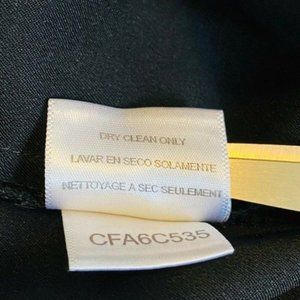 DRY CLEAN ONLY
LAVAR EN SECO SOLAMENTE
NETTOYAGE A SEC SEULEMENT
CFA6C535